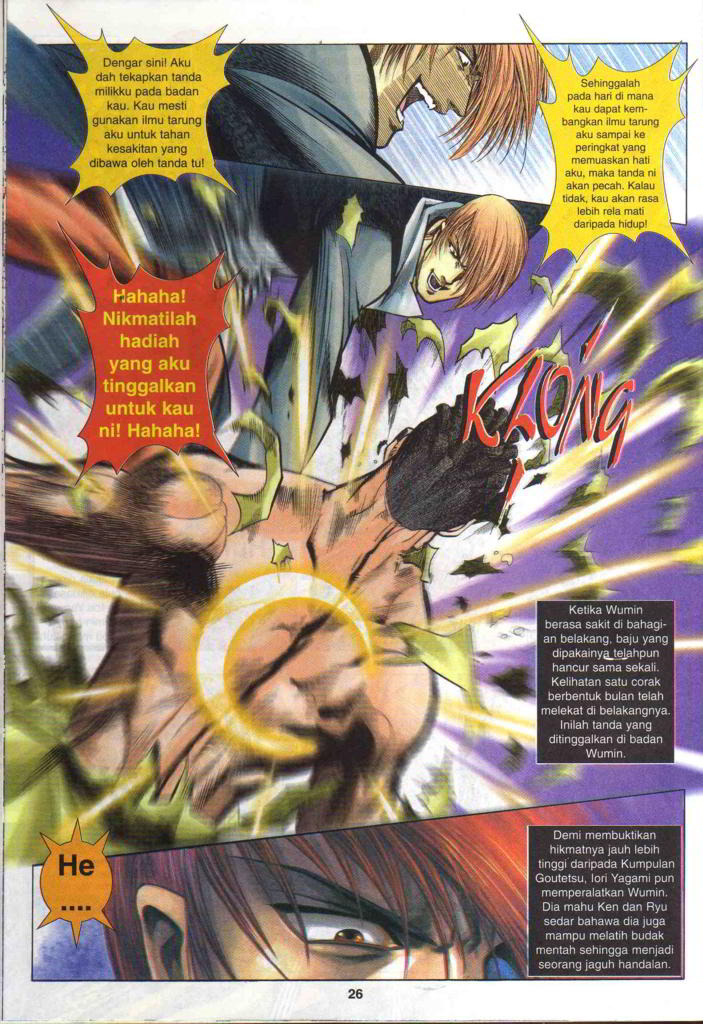 Dengar sini! Aku
dah tekapkan tanda
milikku pada badan
kau. Kau mesti
gunakan ilmu tarung
aku untuk tahan
kesakitan yang
dibawa oleh tanda tu!
Sehinggalah
pada hari di mana
kau dapat kem-
bangkan ilmu tarung
aku sampai ke
peringkat yang
memuaskan hati
aku, maka tanda ni
akan pecah. Kalau
tidak, kau akan rasa
lebih rela mati
daripada hidup!
Hahaha!
Nikmatilah
hadiah
yang aku
tinggalkan
untuk kau
ni! Hahaha!
KLONG!
Ketika Wumin
berasa sakit di bahagi-
an belakang, baju yang
dipakainya telahpun
hancur sama sekali.
Kelihatan satu corak
berbentuk bulan telah
melekat di belakangnya.
Inilah tanda yang
ditinggalkan di badan
Wumin.
He
....
Demi membuktikan
hikmatnya jauh lebih
tinggi daripada Kumpulan
Goutetsu, Iori Yagami pun
memperalatkan Wumin.
Dia mahu Ken dan Ryu
sedar bahawa dia juga
mampu melatih budak
mentah sehingga menjadi
seorang jaguh handalan.
26